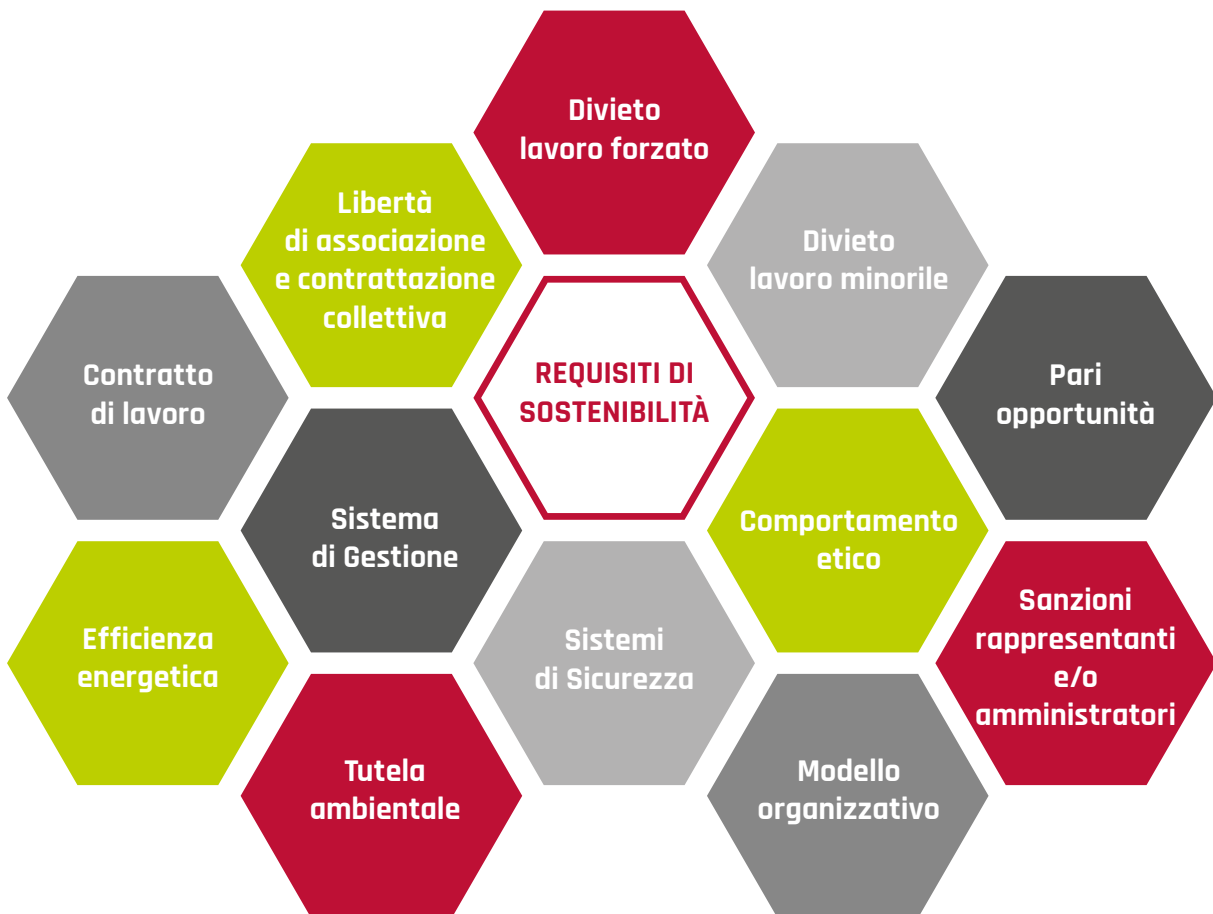 Divieto
lavoro forzato
Libertà
di associazione
e contrattazione
collettiva
Divieto
lavoro minorile
Contratto
di lavoro
REQUISITI DI
SOSTENIBILITÀ
Pari
opportunità
Sistema
di Gestione
Comportamento
etico
Efficienza
energetica
Sistemi
di Sicurezza
Sanzioni
rappresentanti
e/o
amministratori
Tutela
ambientale
Modello
organizzativo